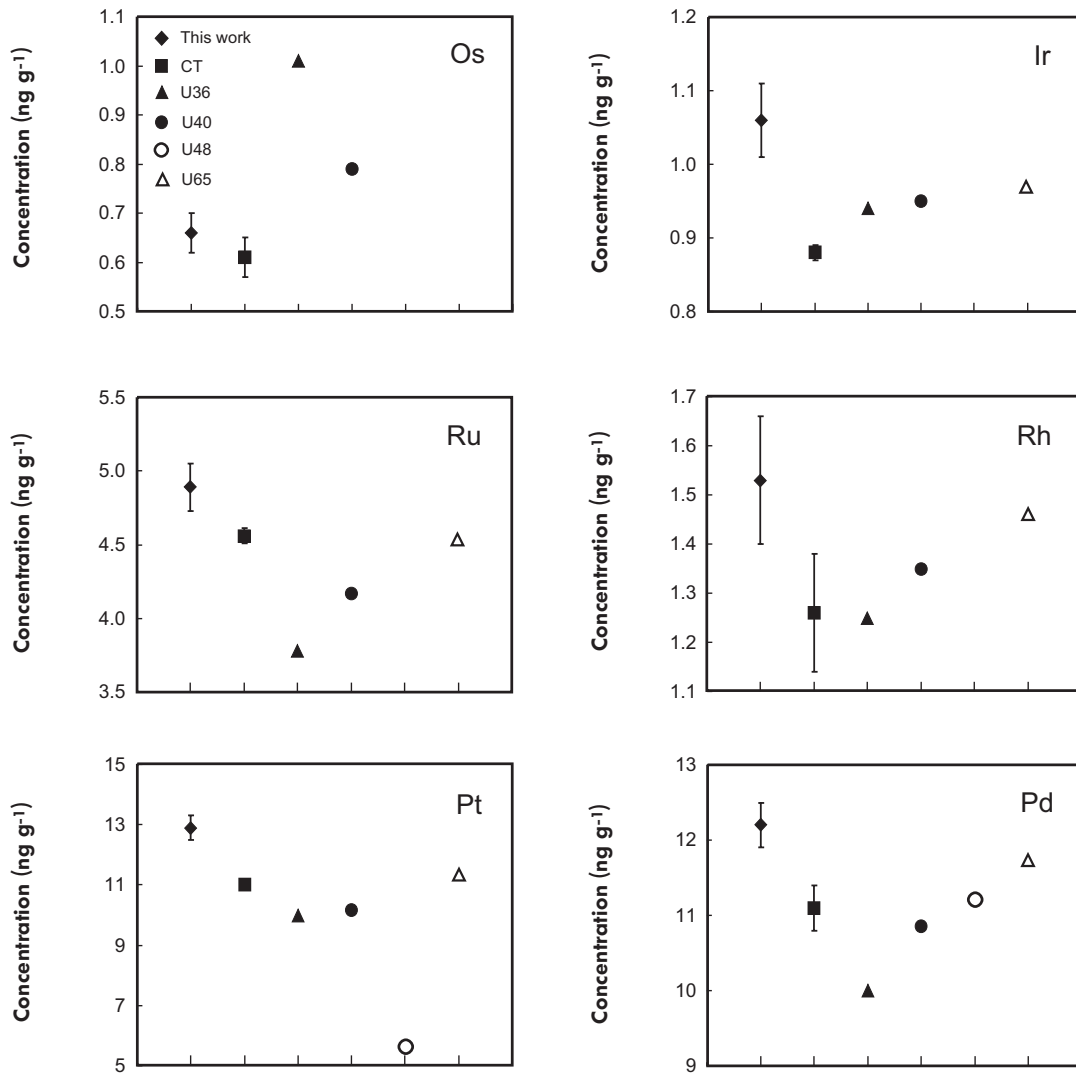 Concentration (ng g-1)
1.1
1.0
0.9
0.8
0.7
0.6
0.5
This work
CT
U36
U40
U48
U65
Os
Concentration (ng g-1)
1.2
1.1
1.0
0.9
0.8
Ir
Concentration (ng g-1)
5.5
5.0
4.5
4.0
3.5
Ru
Concentration (ng g-1)
1.7
1.6
1.5
1.4
1.3
1.2
1.1
Rh
Concentration (ng g-1)
15
13
11
9
7
5
Pt
Concentration (ng g-1)
13
12
11
10
9
Pd